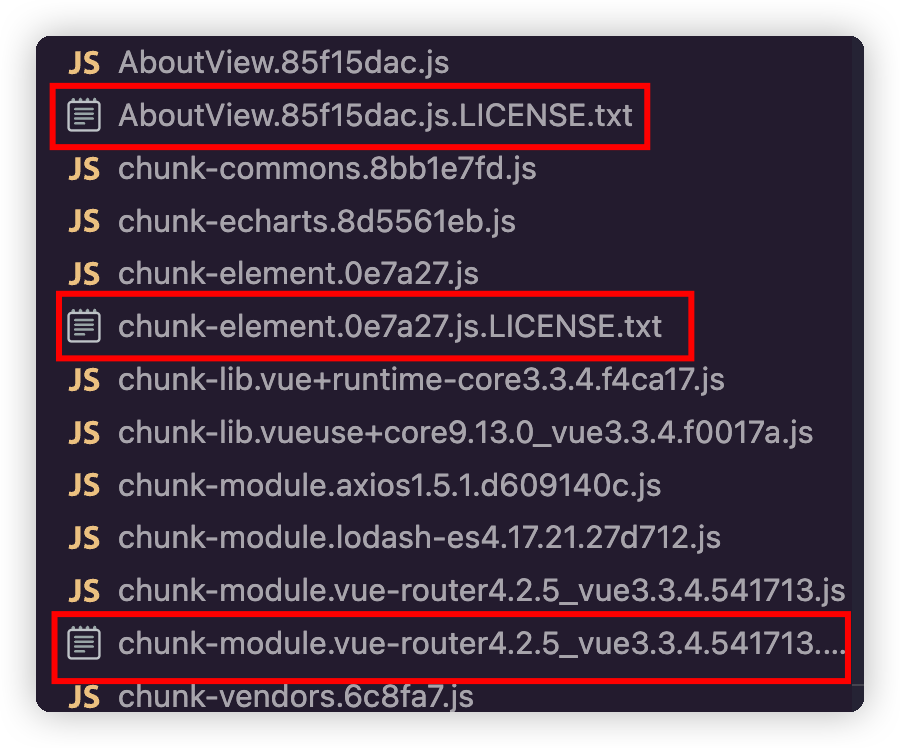 JS AboutView.85f15dac.js
AboutView.85f15dac.js.LICENSE.txt
JS chunk-commons.8bb1e7fd.js
JS chunk-echarts.8d5561eb.js
JS chunk-element.0e7a27.js
chunk-element.0e7a27.js.LICENSE.txt
JS chunk-lib.vue+runtime-core3.3.4.f4ca17.js
JS chunk-lib.vueuse+core9.13.0_vue3.3.4.f0017a.js
JS chunk-module.axios1.5.1.d609140c.js
JS chunk-module.lodash-es4.17.21.27d712.js
JS chunk-module.vue-router4.2.5_vue3.3.4.541713.js
chunk-module.vue-router4.2.5_vue3.3.4.541713....
JS chunk-vendors.6c8fa7.js